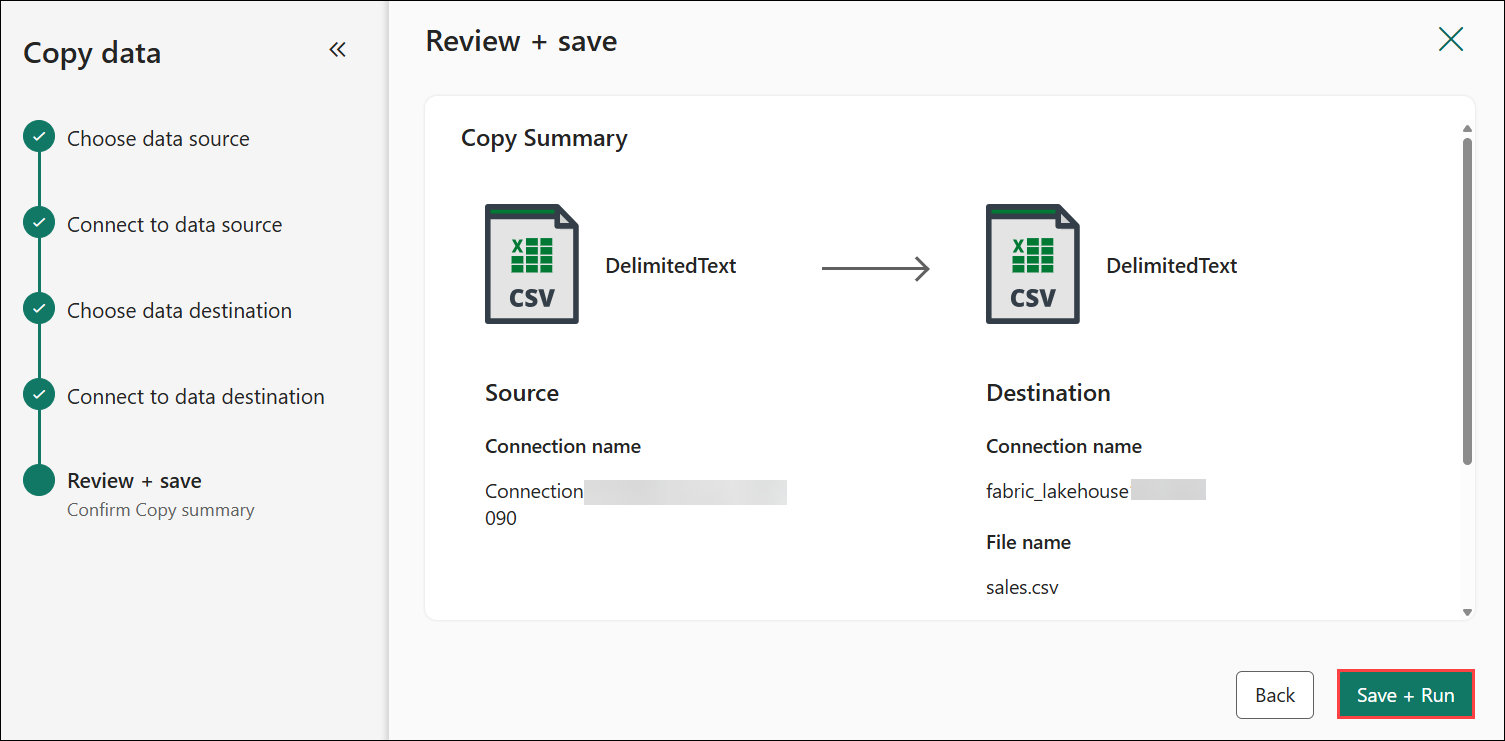 Copy data
Choose data source
Connect to data source
Choose data destination
Connect to data destination
Review + save
Confirm Copy summary
Review + save
Copy Summary
X
CSV
DelimitedText
X
CSV
DelimitedText
Source
Connection name
Connection
090
Destination
Connection name
fabric_lakehouse
File name
sales.csv
Back
Save + Run